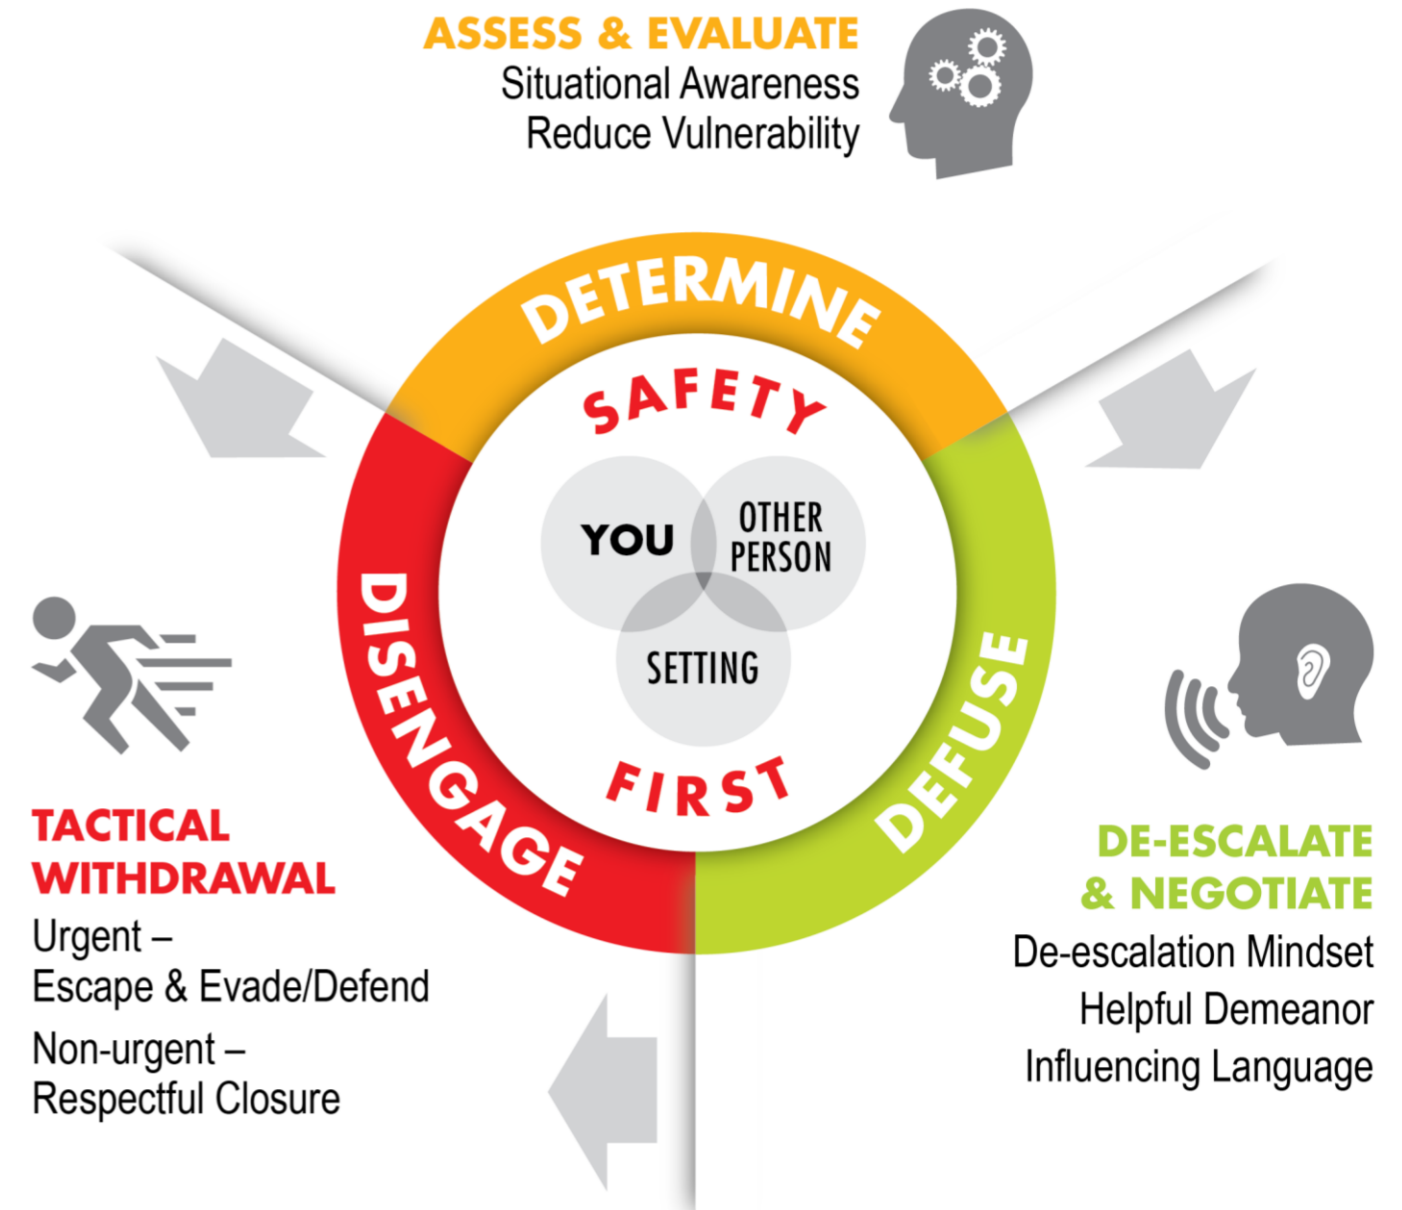 ASSESS & EVALUATE
Situational Awareness
Reduce Vulnerability
DETERMINE
SAFETY
YOU
OTHER
PERSON
SETTING
FIRST
DISENGAGE
DEFUSE
TACTICAL
WITHDRAWAL
Urgent –
Escape & Evade/Defend
Non-urgent –
Respectful Closure
DE-ESCALATE
& NEGOTIATE
De-escalation Mindset
Helpful Demeanor
Influencing Language